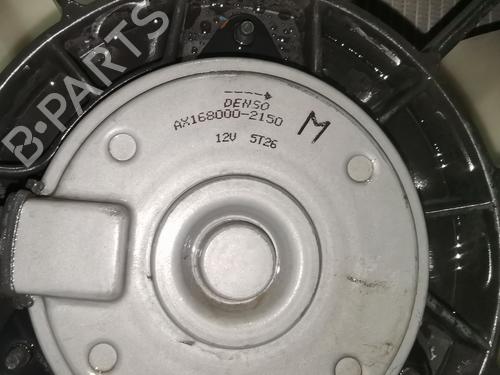 B-PARTS
DENSO
AX168000-2150
M
12V 5T26